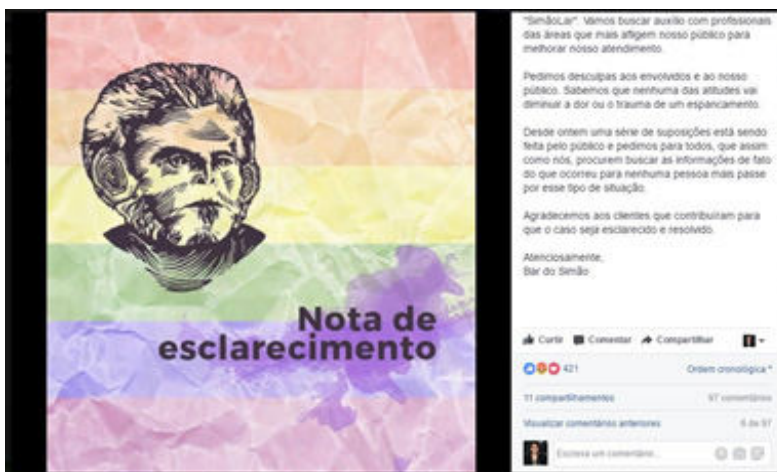 Nota de
esclarecimento
"SimãoLar". Vamos buscar auxílio com profissionais
das áreas que mais afligem nosso público para
melhorar nosso atendimento.
Pedimos desculpas aos envolvidos e ao nosso
público. Sabemos que nenhuma das atitudes vai
diminuir a dor ou o trauma de um espancamento.
Desde ontem uma série de suposições está sendo
feita pelo público e pedimos para todos, que assim
como nós, procurem buscar as informações de fato
do que ocorreu para nenhuma pessoa mais passe
por esse tipo de situação.
Agradecemos aos clientes que contribuíram para
que o caso seja esclarecido e resolvido.
Atenciosamente,
Bar do Simão
Curtir Comentar Compartilhar
421 Ordem cronológica
11 compartilhamentos 97 comentários
Visualizar comentários anteriores 6 de 97
Escreva um comentário...